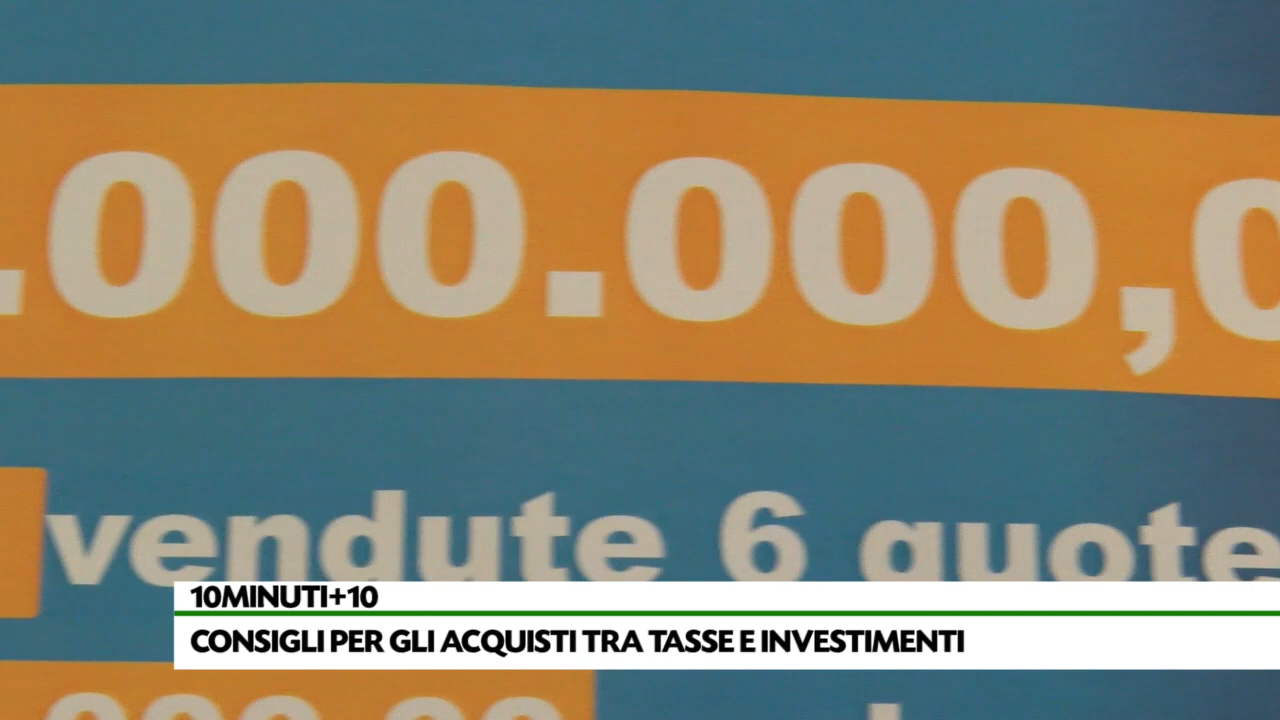 .000.000,0
vendute 6 quote
10MINUTI+10
CONSIGLI PER GLI ACQUISTI TRA TASSE E INVESTIMENTI